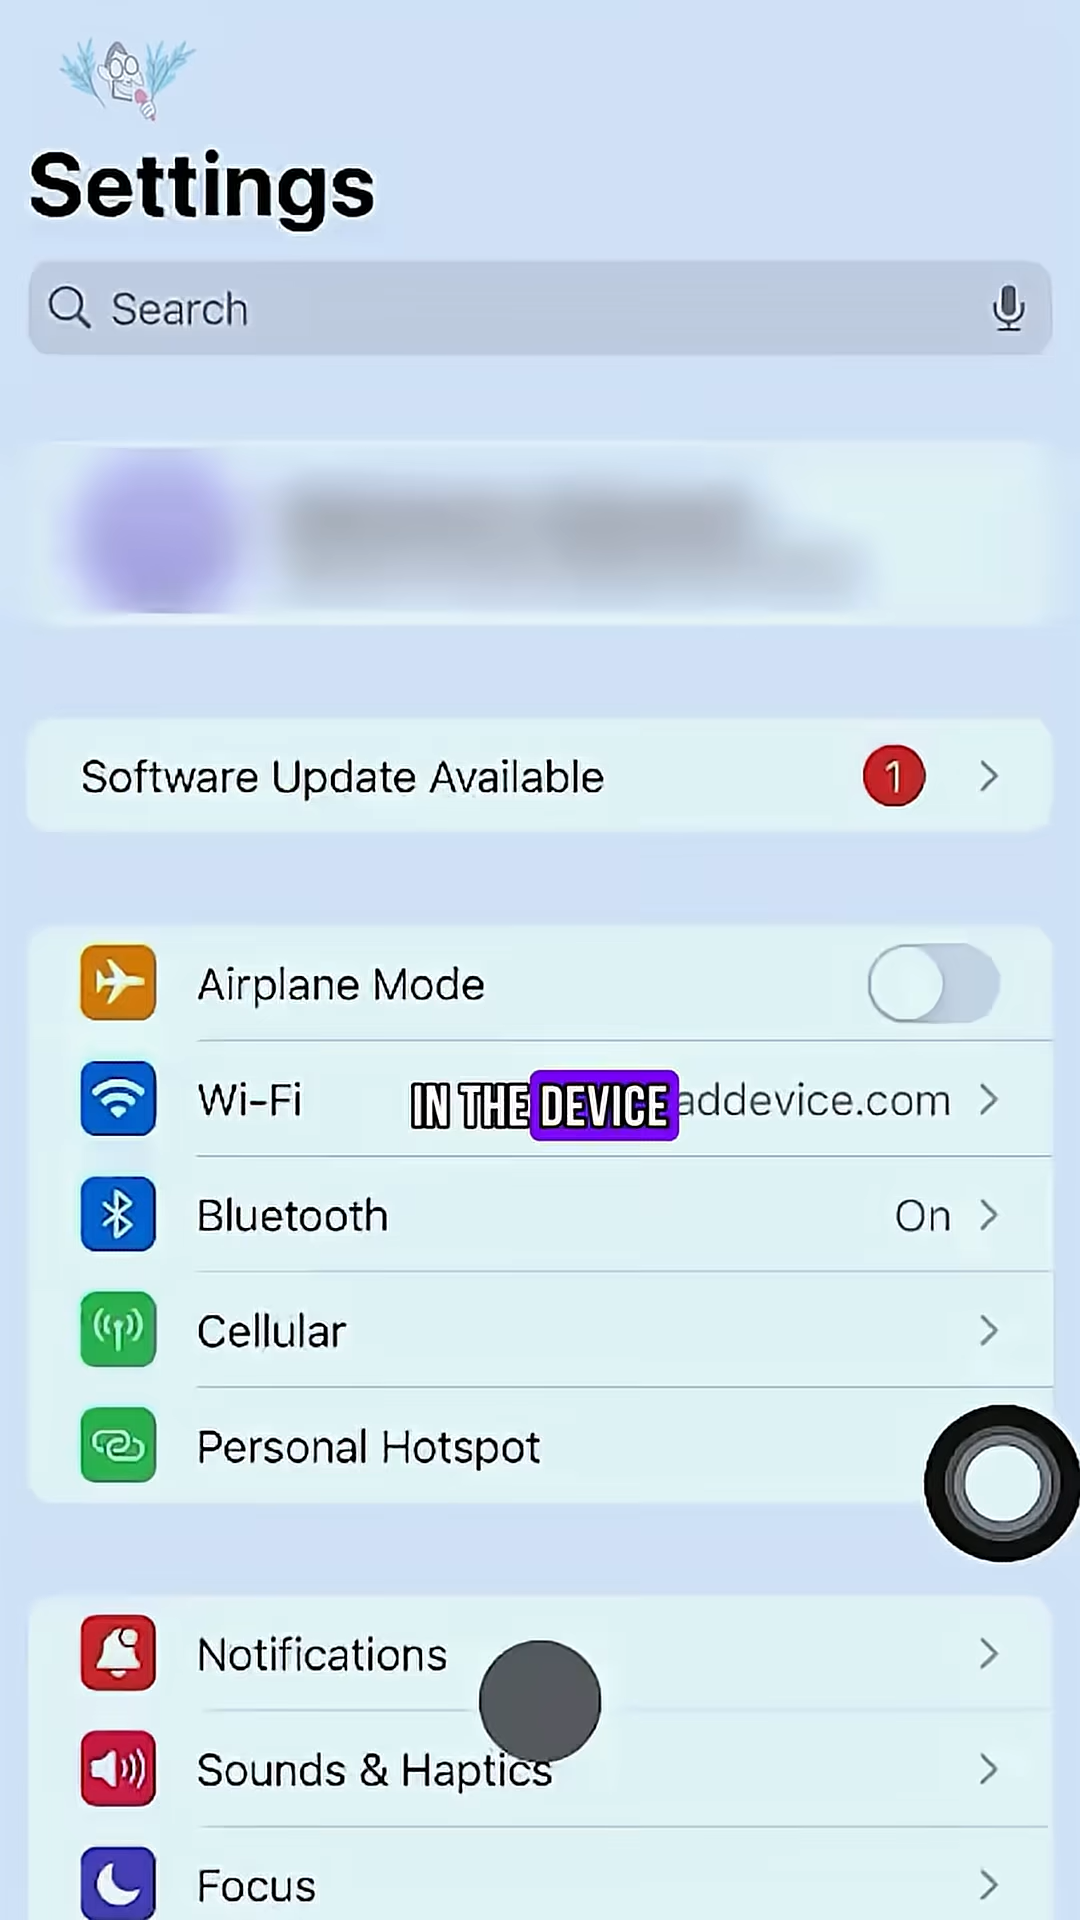 Settings
Search
Software Update Available 1
Airplane Mode
Wi-Fi addevice.com
IN THE DEVICE
Bluetooth On
Cellular
Personal Hotspot
Notifications
Sounds & Haptics
Focus